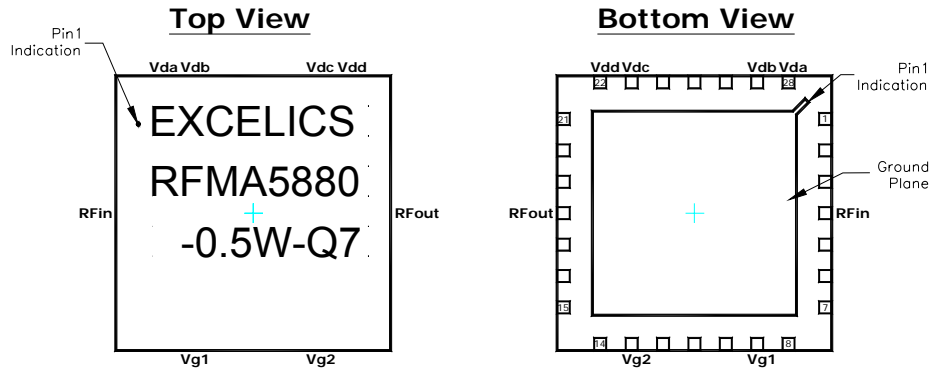 Top View
Pin1
Indication
Vda Vdb
Vdc Vdd
EXCELICS
RFMA5880
-0.5W-Q7
RFin
RFout
Vg1
Vg2
Bottom View
Vdd Vdc
Vdb Vda
Pin1
Indication
22
28
21
1
Ground
Plane
RFout
RFin
15
7
14
8
Vg2
Vg1